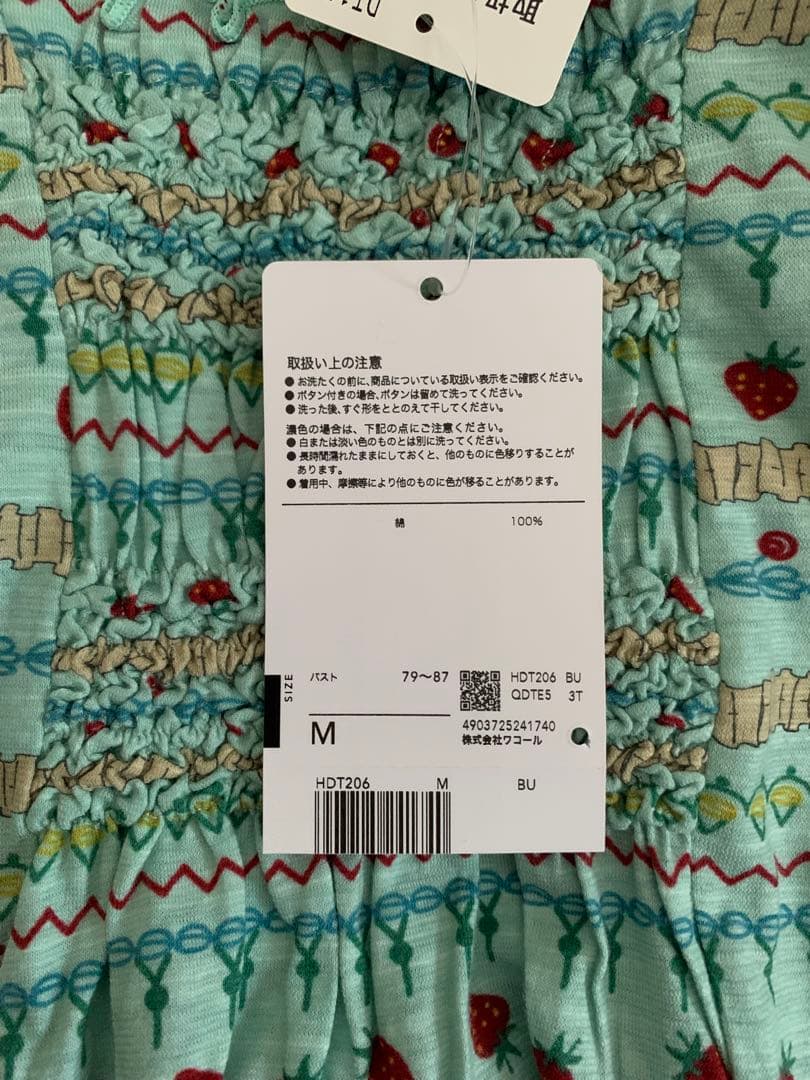 取扱
DT4
取扱い上の注意
●お洗たくの前に、商品についている取扱い表示をご確認ください。
●ボタン付きの場合、ボタンは留めて洗ってください。
●洗った後、すぐ形をととのえて干してください。
濃色の場合は、下記の点にご注意ください。
●白または淡い色のものとは別に洗ってください。
●長時間濡れたままにしておくと、他のものに色移りすることが
あります。
●着用中、摩擦等により他のものに色が移ることがあります。
綿 100%
SIZE
バスト 79〜87
HDT206 BU
QDTE5 3T
M
4903725241740
株式会社ワコール
HDT206 M BU